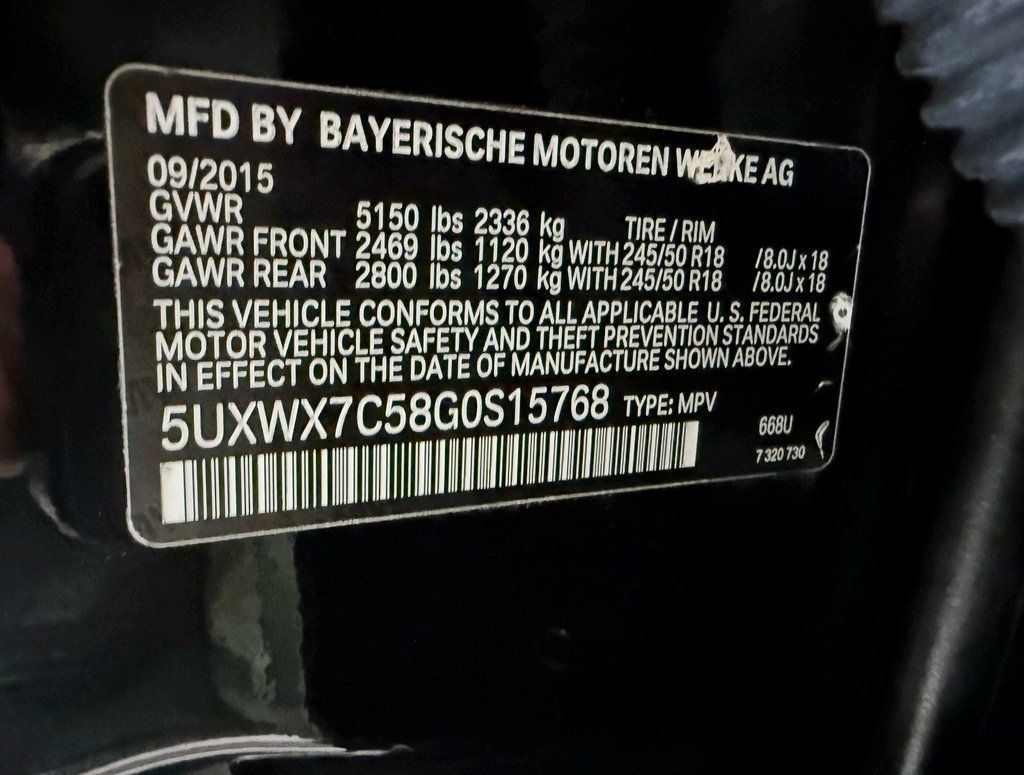 MFD BY BAYERISCHE MOTOREN WERKE AG
09/2015
GVWR 5150 lbs 2336 kg TIRE / RIM
GAWR FRONT 2469 lbs 1120 kg WITH 245/50 R18 /8.0J x 18
GAWR REAR 2800 lbs 1270 kg WITH 245/50 R18 /8.0J x 18
THIS VEHICLE CONFORMS TO ALL APPLICABLE U. S. FEDERAL
MOTOR VEHICLE SAFETY AND THEFT PREVENTION STANDARDS
IN EFFECT ON THE DATE OF MANUFACTURE SHOWN ABOVE.
5UXWX7C58G0S15768 TYPE: MPV
668U
7 320 730